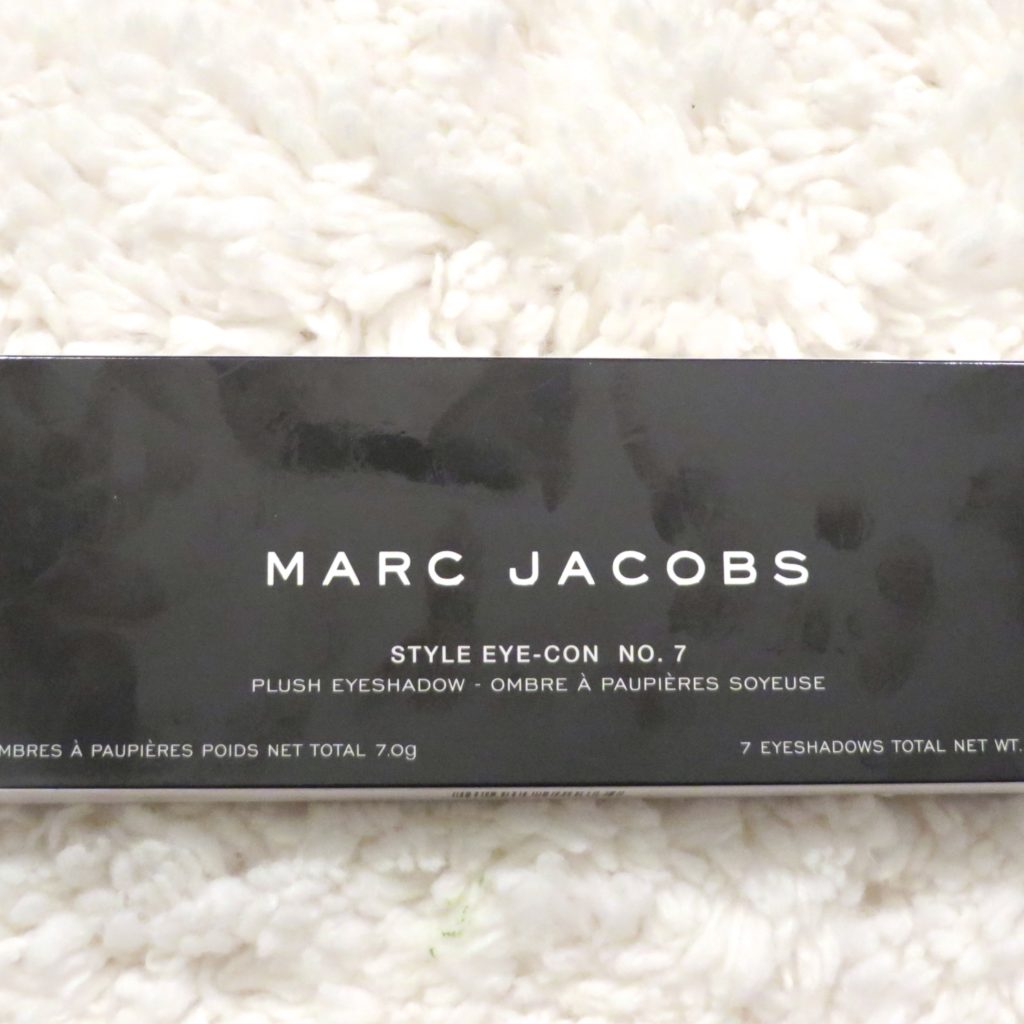 MARC JACOBS
STYLE EYE-CON NO. 7
PLUSH EYESHADOW - OMBRE À PAUPIÈRES SOYEUSE
MBRES À PAUPIÈRES POIDS NET TOTAL 7.0g
7 EYESHADOWS TOTAL NET WT.